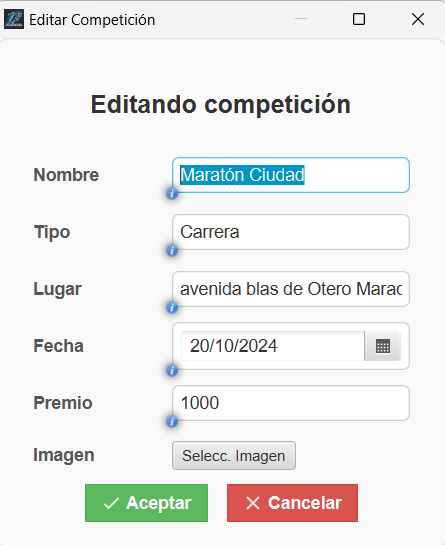 Editar Competición
Editando competición
Nombre Maratón Ciudad
Tipo Carrera
Lugar avenida blas de Otero Marac
Fecha 20/10/2024
Premio 1000
Imagen Selecc. Imagen
Aceptar Cancelar